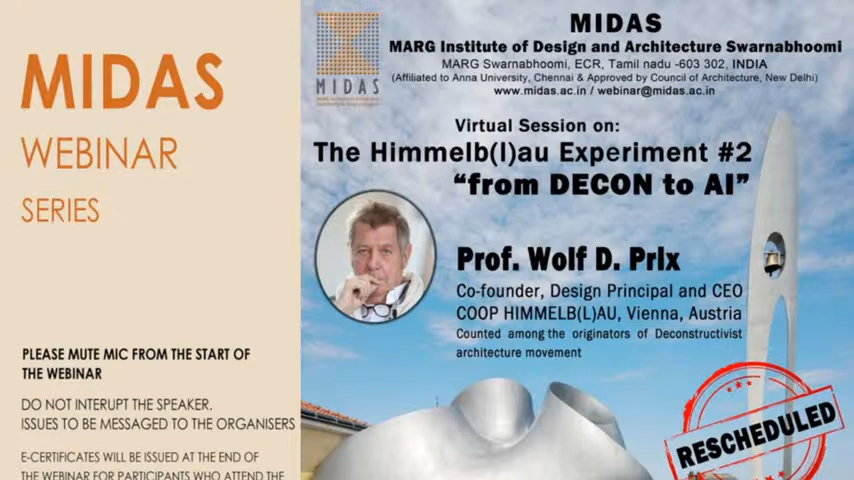 MIDAS
WEBINAR
SERIES
PLEASE MUTE MIC FROM THE START OF
THE WEBINAR
DO NOT INTERUPT THE SPEAKER.
ISSUES TO BE MESSAGED TO THE ORGANISERS
E-CERTIFICATES WILL BE ISSUED AT THE END OF
THE WEBINAR FOR PARTICIPANTS WHO ATTEND THE
MIDAS
MIDAS
MARG Institute of Design and Architecture Swarnabhoomi
MARG Swarnabhoomi, ECR, Tamil nadu -603 302, INDIA
(Affiliated to Anna University, Chennai & Approved by Council of Architecture, New Delhi)
www.midas.ac.in / webinar@midas.ac.in
Virtual Session on:
The Himmelb(l)au Experiment #2
“from DECON to AI”
Prof. Wolf D. PrIx
Co-founder, Design Principal and CEO
COOP HIMMELB(L)AU, Vienna, Austria
Counted among the originators of Deconstructivist
architecture movement
RESCHEDULED